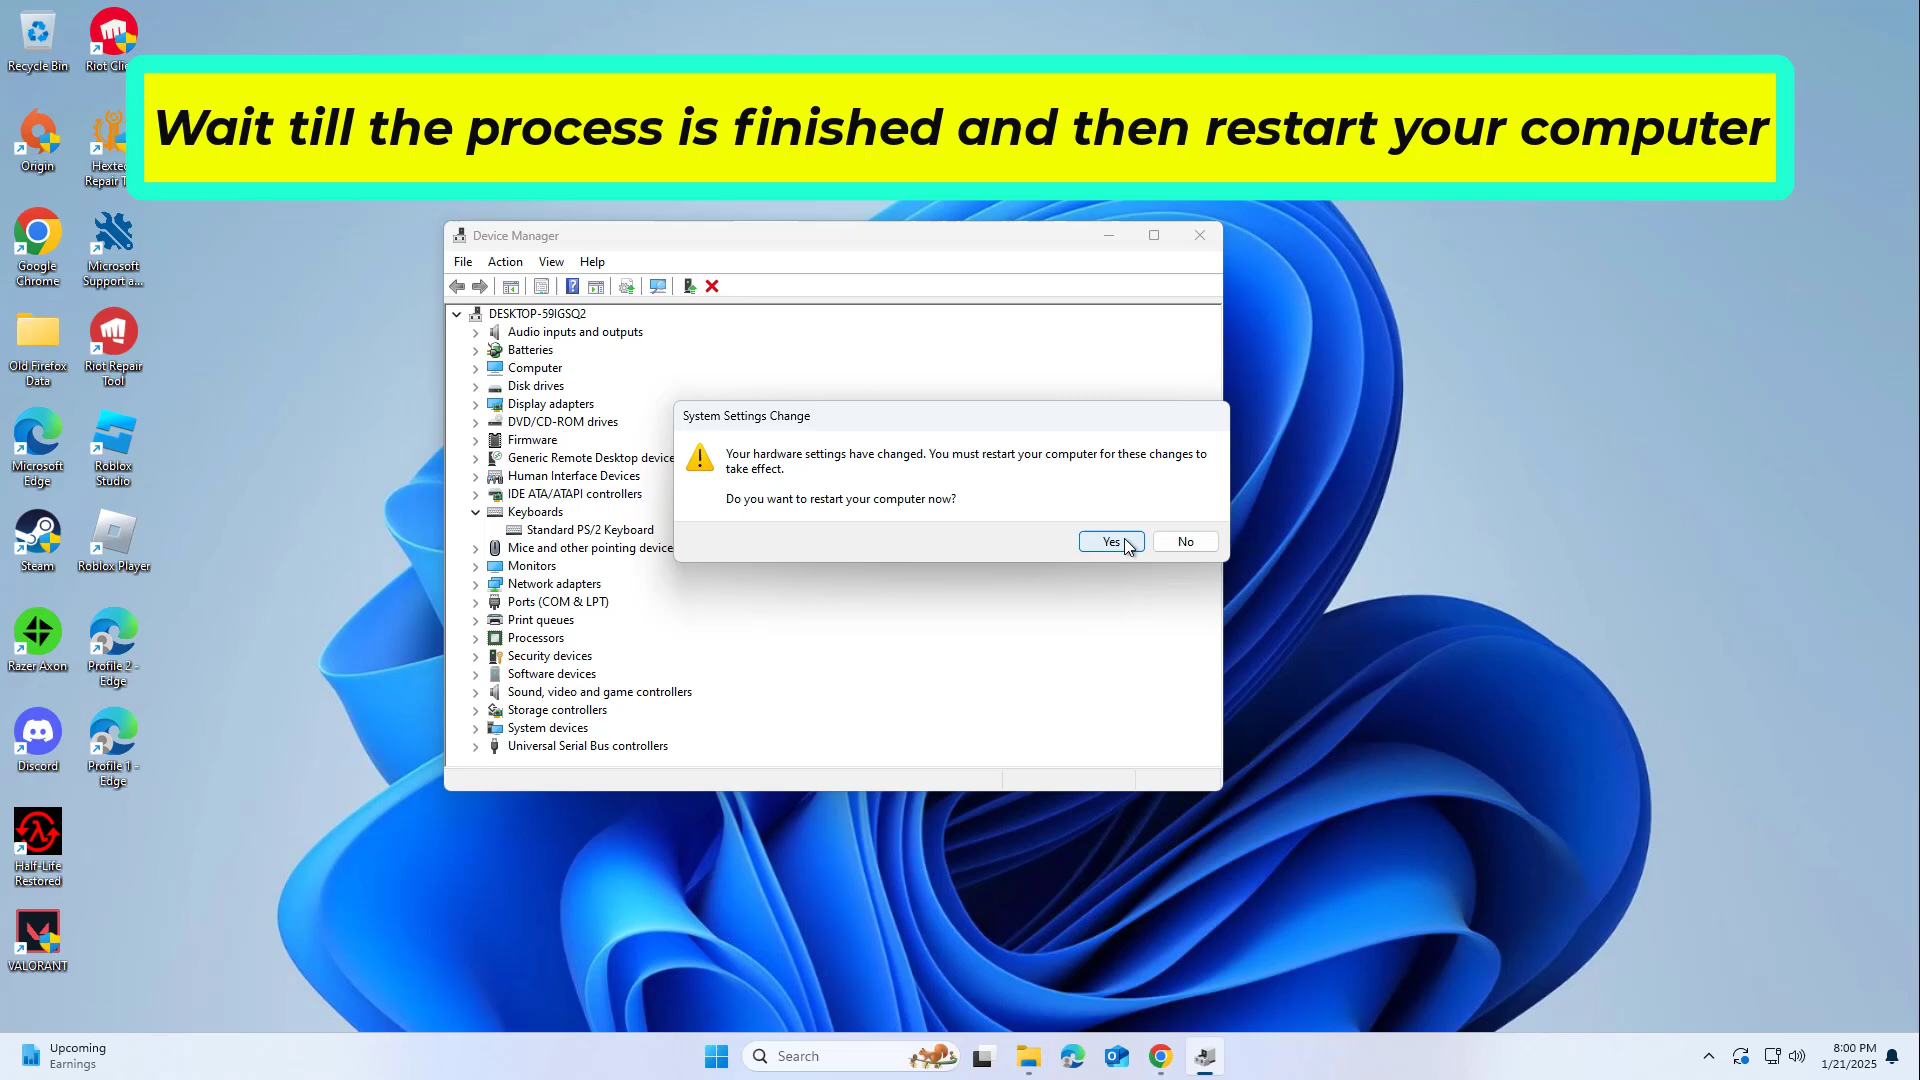 Recycle Bin
Riot Clie
Wait till the process is finished and then restart your computer
Origin
Hextec
Repair T
Google
Chrome
Microsoft
Support a...
Old Firefox
Data
Riot Repair
Tool
Microsoft
Edge
Roblox
Studio
Steam
Roblox Player
Razer Axon
Profile 2 -
Edge
Discord
Profile 1 -
Edge
Half-Life
Restored
VALORANT
Device Manager
File Action View Help
DESKTOP-59IGSQ2
Audio inputs and outputs
Batteries
Computer
Disk drives
Display adapters
DVD/CD-ROM drives
Firmware
Generic Remote Desktop device
Human Interface Devices
IDE ATA/ATAPI controllers
Keyboards
Standard PS/2 Keyboard
Mice and other pointing device
Monitors
Network adapters
Ports (COM & LPT)
Print queues
Processors
Security devices
Software devices
Sound, video and game controllers
Storage controllers
System devices
Universal Serial Bus controllers
System Settings Change
Your hardware settings have changed. You must restart your computer for these changes to
take effect.
Do you want to restart your computer now?
Yes No
Upcoming
Earnings
Search
8:00 PM
1/21/2025